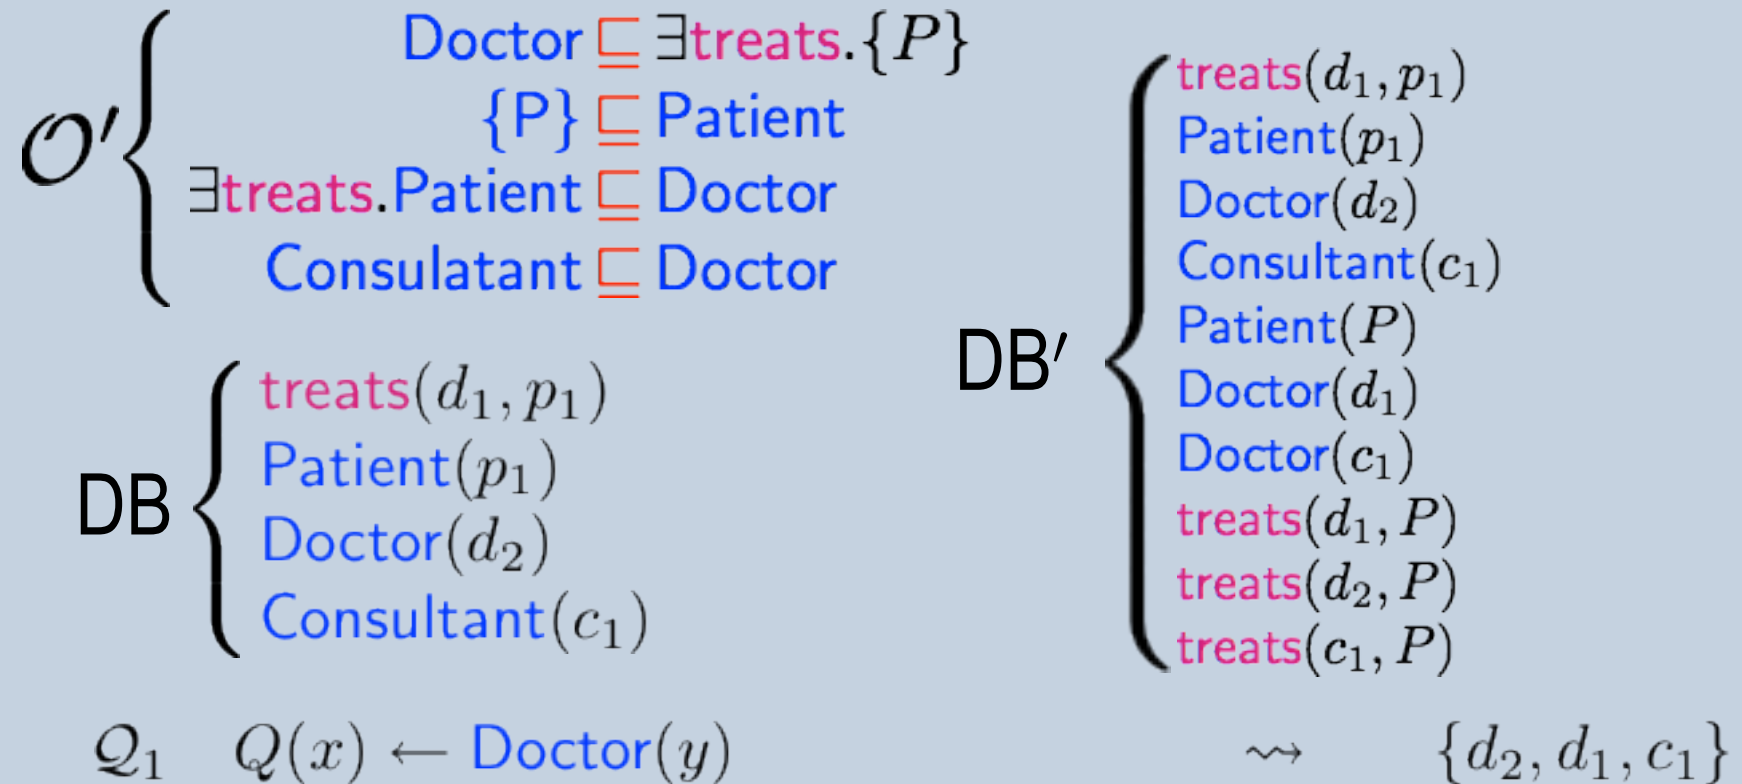 O′ { Doctor ⊑ ∃treats.{P}
{P} ⊑ Patient
∃treats.Patient ⊑ Doctor
Consulatant ⊑ Doctor
DB { treats(d₁, p₁)
Patient(p₁)
Doctor(d₂)
Consultant(c₁)
DB′ { treats(d₁, p₁)
Patient(p₁)
Doctor(d₂)
Consultant(c₁)
Patient(P)
Doctor(d₁)
Doctor(c₁)
treats(d₁, P)
treats(d₂, P)
treats(c₁, P)
Q₁ Q(x) ← Doctor(y) ⇝ {d₂, d₁, c₁}